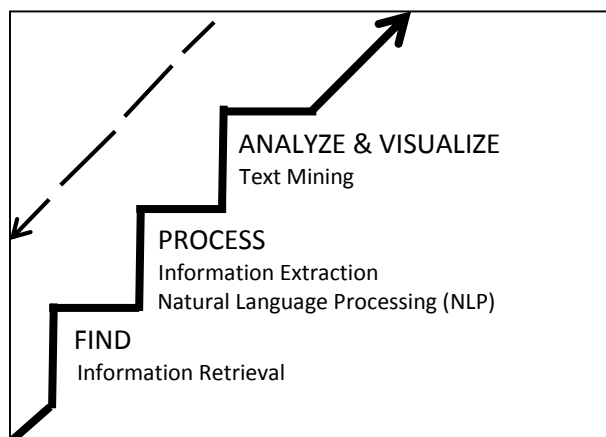 ANALYZE & VISUALIZE
Text Mining
PROCESS
Information Extraction
Natural Language Processing (NLP)
FIND
Information Retrieval